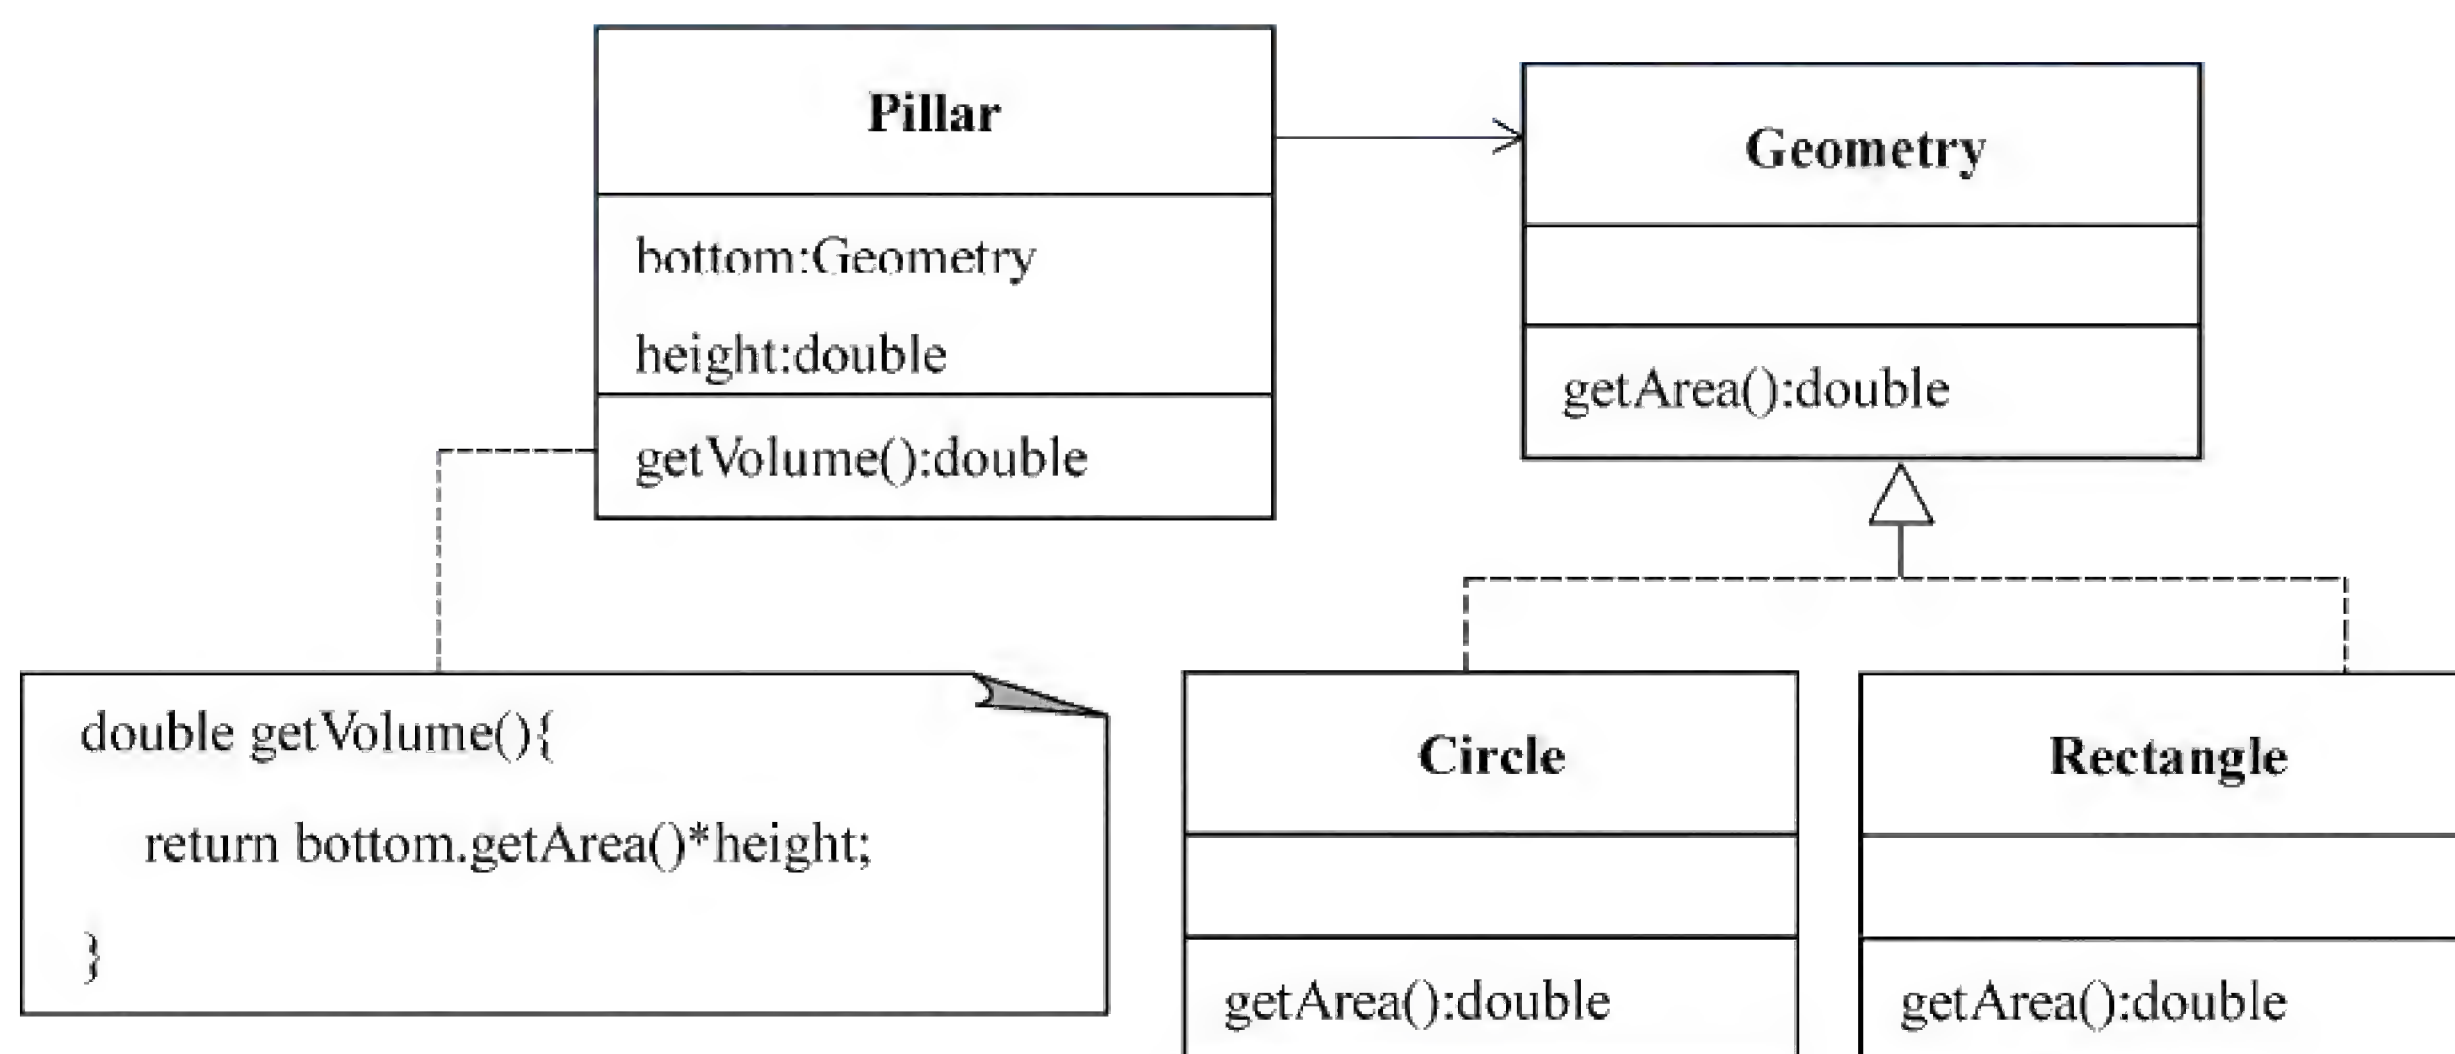 Pillar
bottom:Geometry
height:double
getVolume():double
Geometry
getArea():double
double getVolume(){
return bottom.getArea()*height;
}
Circle
getArea():double
Rectangle
getArea():double